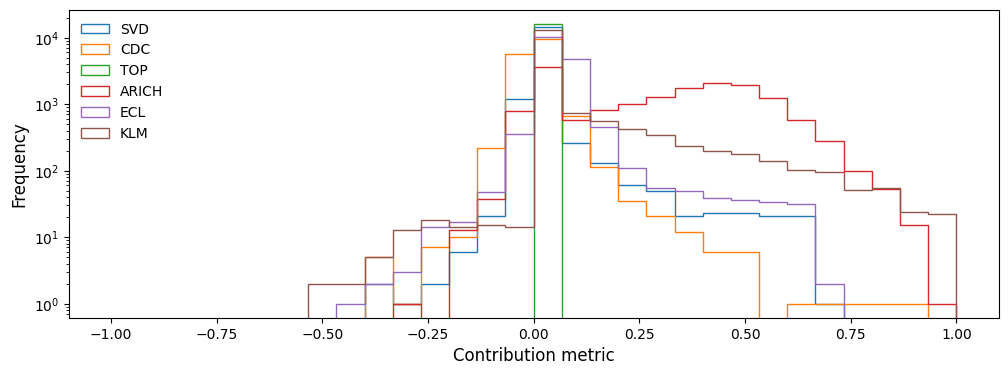 SVD
CDC
TOP
ARICH
ECL
KLM
Frequency
10⁴
10³
10²
10¹
10⁰
−1.00 −0.75 −0.50 −0.25 0.00 0.25 0.50 0.75 1.00
Contribution metric